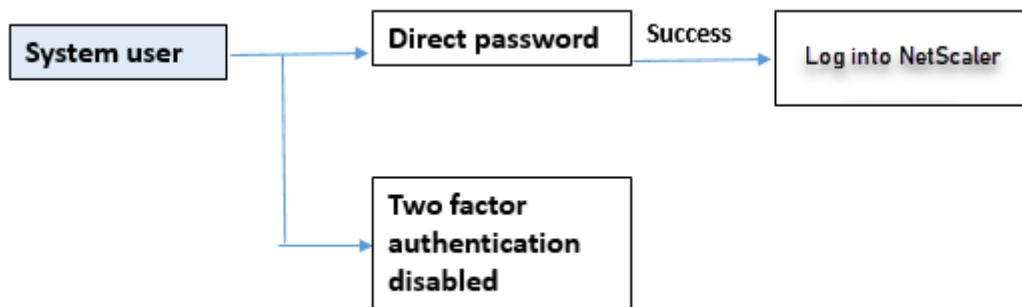 System user
Direct password
Success
Log into NetScaler
Two factor
authentication
disabled